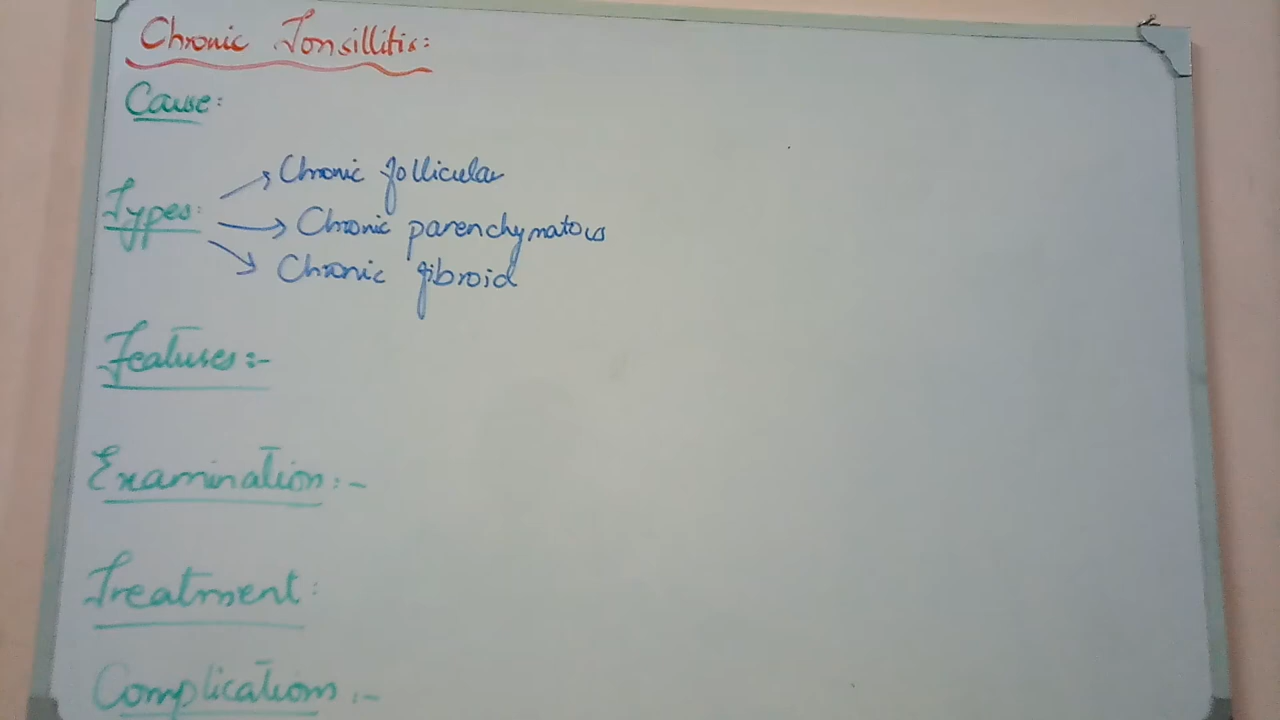 Chronic Tonsillitis:
Cause:
Types:
Chronic follicular
Chronic parenchymatous
Chronic fibroid
Features:-
Examination:-
Treatment:
Complications:-